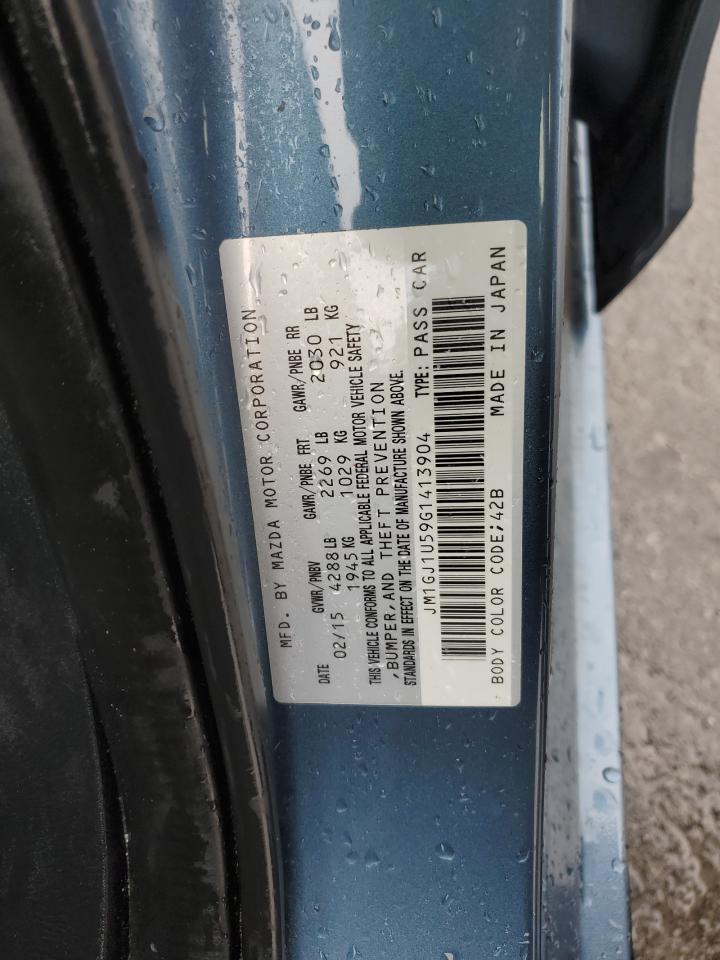 MFD. BY MAZDA MOTOR CORPORATION
DATE GVWR/PNBV GAWR/PNBE FRT GAWR/PNBE RR
02/15 4288 LB 2269 LB 2030 LB
1945 KG 1029 KG 921 KG
THIS VEHICLE CONFORMS TO ALL APPLICABLE FEDERAL MOTOR VEHICLE SAFETY
,BUMPER,AND THEFT PREVENTION
STANDARDS IN EFFECT ON THE DATE OF MANUFACTURE SHOWN ABOVE.
JM1GJ1U59G1413904 TYPE: PASS CAR
BODY COLOR CODE;42B MADE IN JAPAN